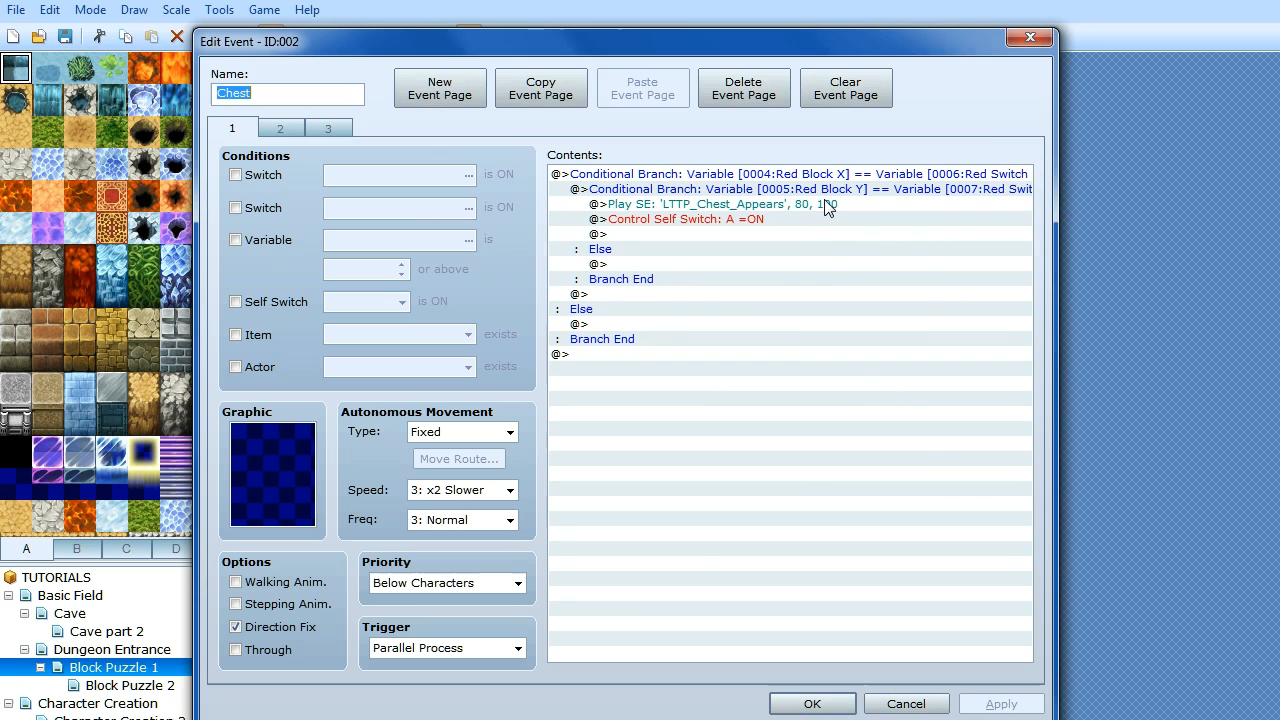 File Edit Mode Draw Scale Tools Game Help
Edit Event - ID:002
Name:
Chest
New Event Page
Copy Event Page
Paste Event Page
Delete Event Page
Clear Event Page
1 2 3
Conditions
Switch ... is ON
Switch ... is ON
Variable ... is
or above
Self Switch is ON
Item exists
Actor exists
Graphic
Autonomous Movement
Type: Fixed
Move Route...
Speed: 3: x2 Slower
Freq: 3: Normal
Options
Walking Anim.
Stepping Anim.
Direction Fix
Through
Priority
Below Characters
Trigger
Parallel Process
Contents:
@>Conditional Branch: Variable [0004:Red Block X] == Variable [0006:Red Switch
@>Conditional Branch: Variable [0005:Red Block Y] == Variable [0007:Red Swit
@>Play SE: 'LTTP_Chest_Appears', 80,
@>Control Self Switch: A =ON
@>
: Else
@>
: Branch End
@>
: Else
@>
: Branch End
@>
OK Cancel Apply
A B C D
TUTORIALS
Basic Field
Cave
Cave part 2
Dungeon Entrance
Block Puzzle 1
Block Puzzle 2
Character Creation
Character Creation 2